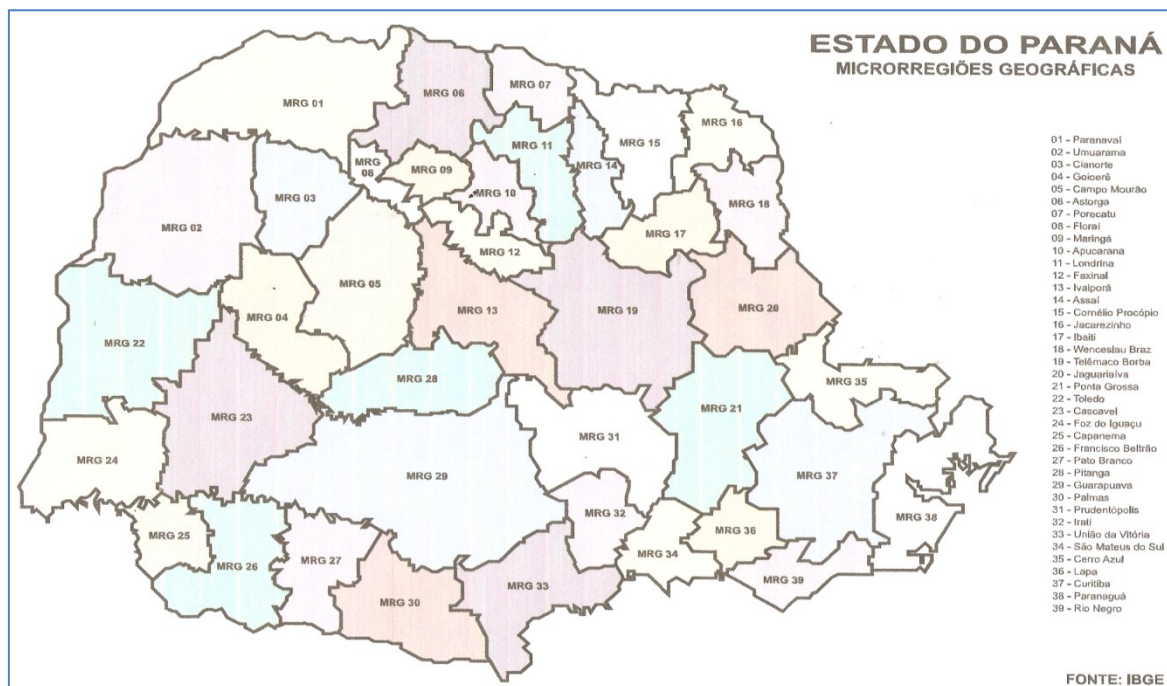 ESTADO DO PARANÁ
MICRORREGIÕES GEOGRÁFICAS
MRG 01
MRG 06
MRG 07
MRG 16
MRG 15
MRG 11
MRG 14
MRG
08
MRG 09
MRG 10
MRG 03
MRG 18
MRG 02
MRG 17
MRG 12
MRG 05
MRG 13
MRG 19
MRG 20
MRG 04
MRG 22
MRG 28
MRG 35
MRG 21
MRG 23
MRG 31
MRG 24
MRG 29
MRG 37
MRG 32
MRG 38
MRG 36
MRG 25
MRG 34
MRG 27
MRG 26
MRG 39
MRG 33
MRG 30
01 - Paranavaí
02 - Umuarama
03 - Cianorte
04 - Goioerê
05 - Campo Mourão
06 - Astorga
07 - Porecatu
08 - Floraí
09 - Maringá
10 - Apucarana
11 - Londrina
12 - Faxinal
13 - Ivaiporã
14 - Assaí
15 - Cornélio Procópio
16 - Jacarezinho
17 - Ibaiti
18 - Wenceslau Braz
19 - Telêmaco Borba
20 - Jaguariaíva
21 - Ponta Grossa
22 - Toledo
23 - Cascavel
24 - Foz do Iguaçu
25 - Capanema
26 - Francisco Beltrão
27 - Pato Branco
28 - Pitanga
29 - Guarapuava
30 - Palmas
31 - Prudentópolis
32 - Irati
33 - União da Vitória
34 - São Mateus do Sul
35 - Cerro Azul
36 - Lapa
37 - Curitiba
38 - Paranaguá
39 - Rio Negro
FONTE: IBGE